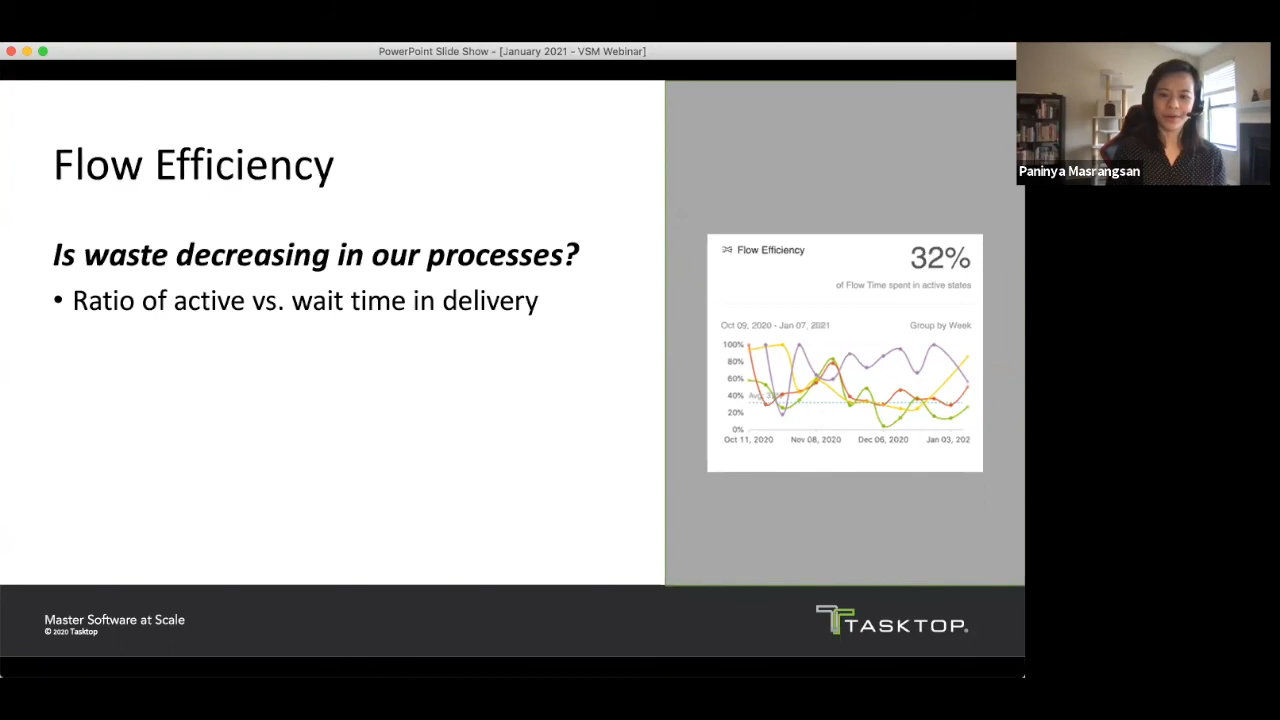 PowerPoint Slide Show - [January 2021 - VSM Webinar]
Paninya Masrangsan
Flow Efficiency
Is waste decreasing in our processes?
• Ratio of active vs. wait time in delivery
Flow Efficiency
32%
of Flow Time spent in active states
Oct 09, 2020 - Jan 07, 2021
Group by Week
100%
80%
60%
40%
20%
0%
Oct 11, 2020
Nov 08, 2020
Dec 06, 2020
Jan 03, 202
Master Software at Scale
© 2020 Tasktop
TASKTOP